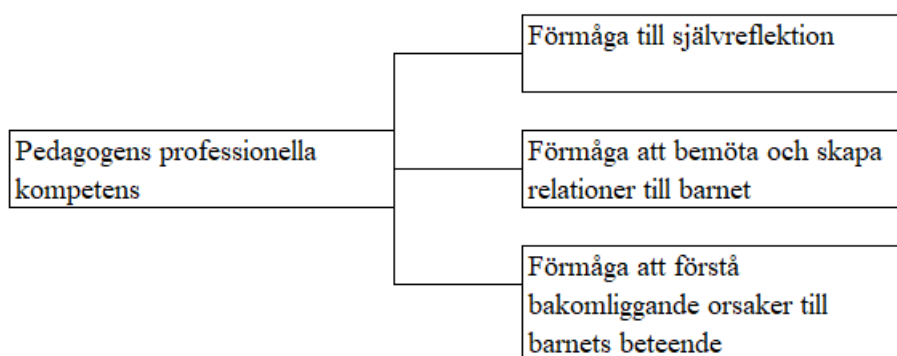 Förmåga till självreflektion
Pedagogens professionella
kompetens
Förmåga att bemöta och skapa
relationer till barnet
Förmåga att förstå
bakomliggande orsaker till
barnets beteende